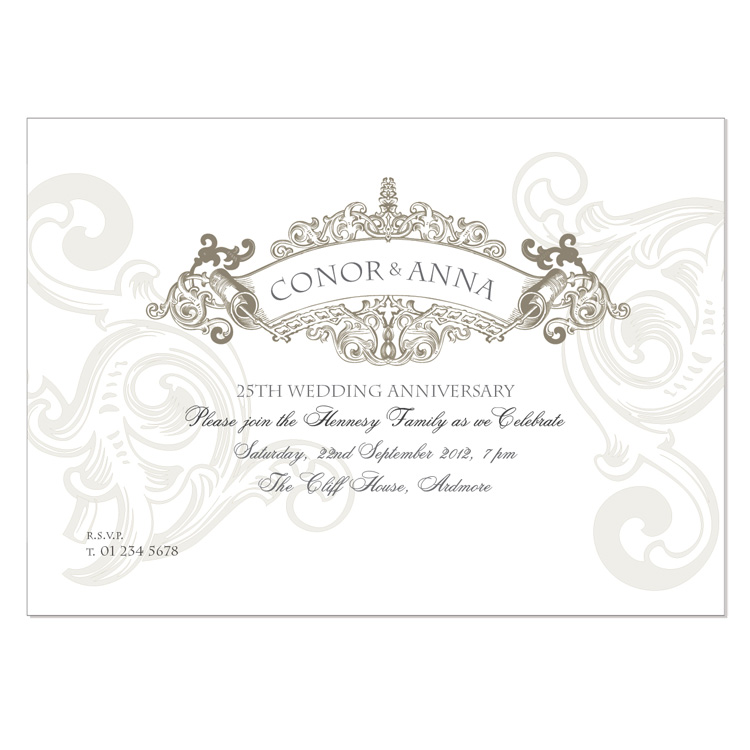 CONOR & ANNA
25TH WEDDING ANNIVERSARY
Please join the Hennesy Family as we Celebrate
Saturday, 22nd September 2012, 7 pm
The Cliff House, Ardmore
R.S.V.P.
T. 01 234 5678